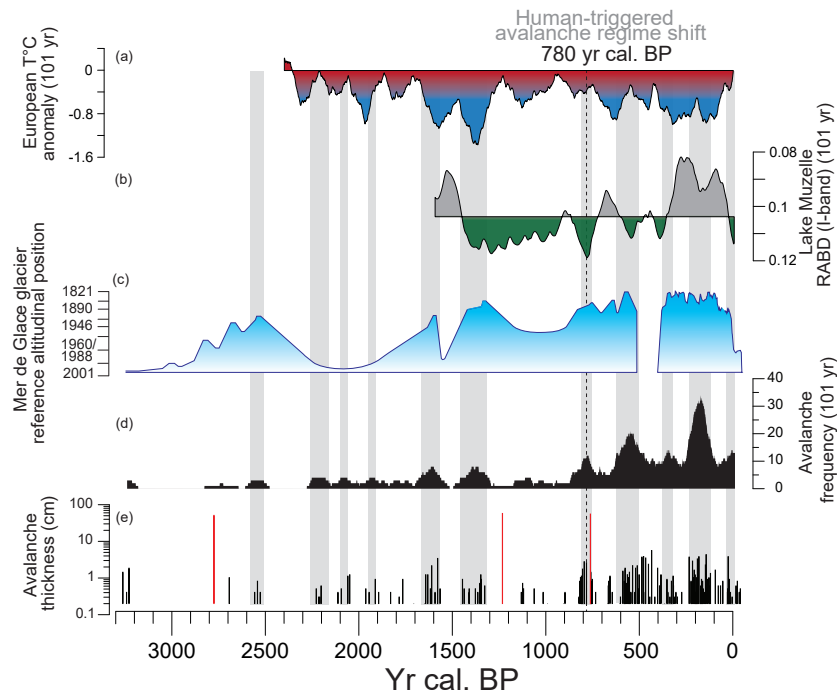 Human-triggered
avalanche regime shift
780 yr cal. BP
(a)
European T°C
anomaly (101 yr)
0
-0.8
-1.6
(b)
0.08
0.1
0.12
Lake Muzelle
RABD (I-band) (101 yr)
(c)
Mer de Glace glacier
reference altitudinal position
1821
1890
1946
1960/
1988
2001
(d)
40
30
20
10
0
Avalanche
frequency (101 yr)
(e)
Avalanche
thickness (cm)
100
10
1
0.1
3000 2500 2000 1500 1000 500 0
Yr cal. BP